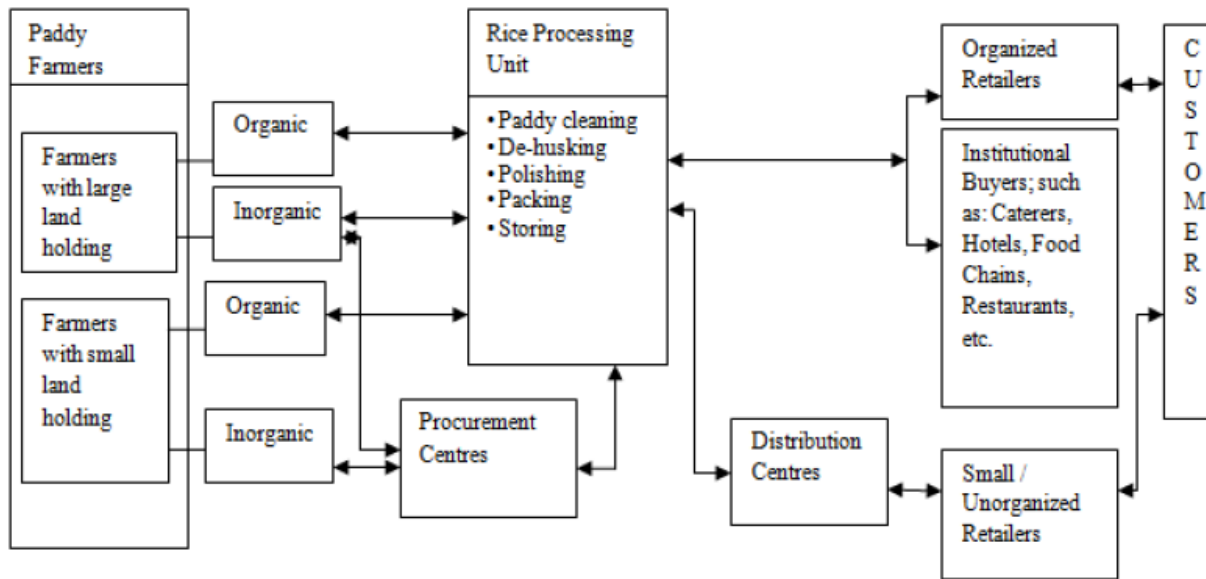 Paddy
Farmers
Farmers
with large
land
holding
Farmers
with small
land
holding
Organic
Inorganic
Organic
Inorganic
Rice Processing
Unit
•Paddy cleaning
•De-husking
•Polishing
•Packing
•Storing
Procurement
Centres
Distribution
Centres
Organized
Retailers
Institutional
Buyers; such
as: Caterers,
Hotels, Food
Chains,
Restaurants,
etc.
Small /
Unorganized
Retailers
C
U
S
T
O
M
E
R
S